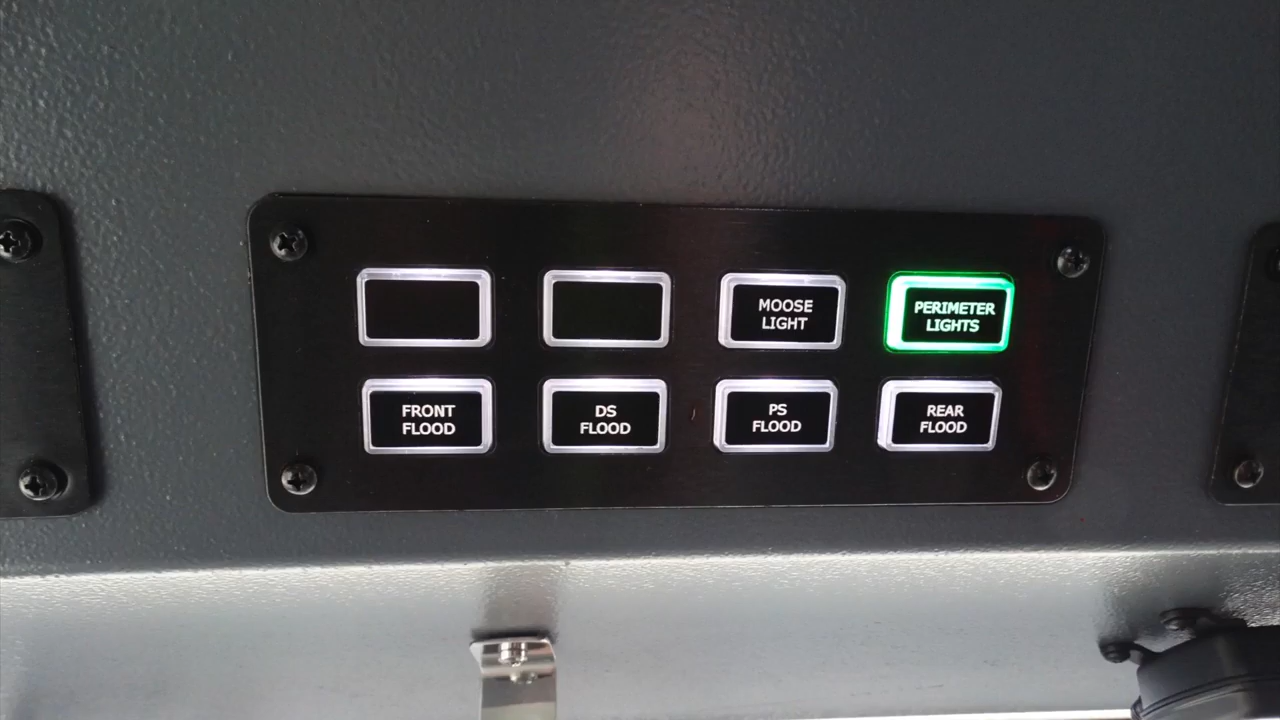 MOOSE
LIGHT
PERIMETER
LIGHTS
FRONT
FLOOD
DS
FLOOD
PS
FLOOD
REAR
FLOOD